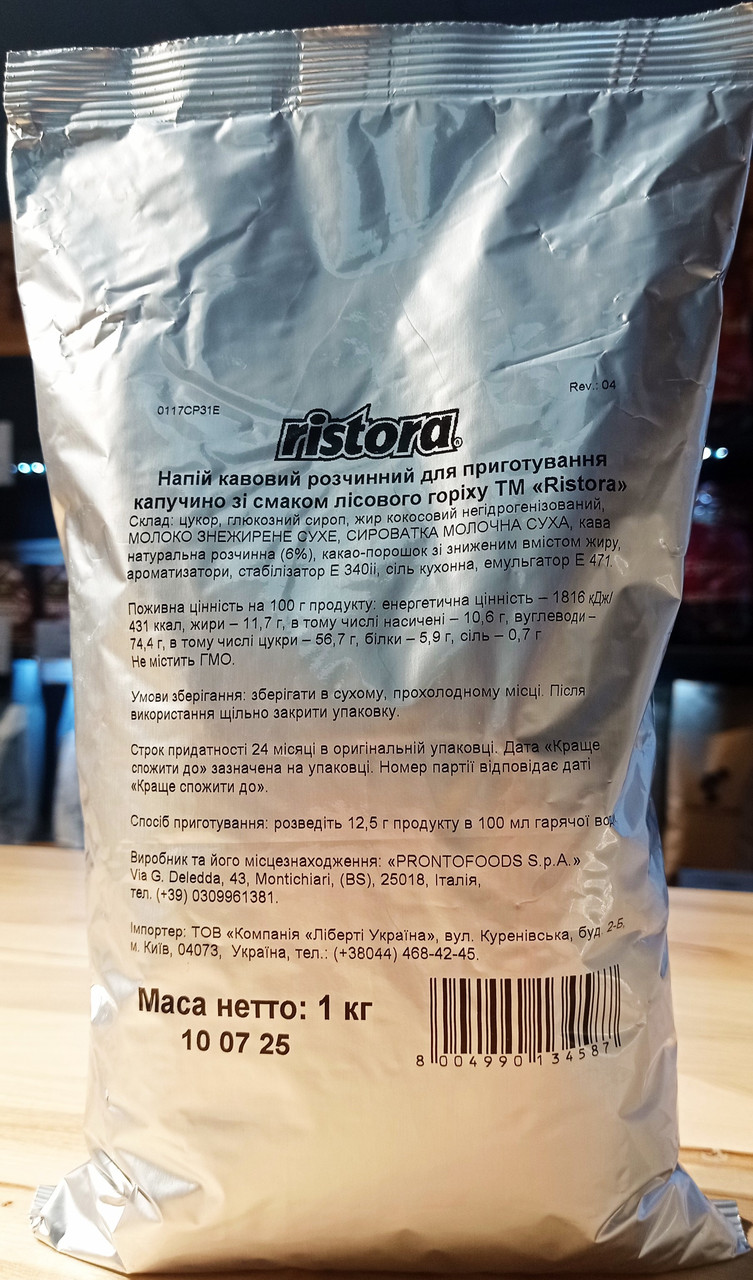 0117CP31E
Rev.: 04
ristora®
Напій кавовий розчинний для приготування
капучино зі смаком лісового горіху ТМ «Ristora»
Склад: цукор, глюкозний сироп, жир кокосовий негідрогенізований,
МОЛОКО ЗНЕЖИРЕНЕ СУХЕ, СИРОВАТКА МОЛОЧНА СУХА, кава
натуральна розчинна (6%), какао-порошок зі зниженим вмістом жиру,
ароматизатори, стабілізатор Е 340ii, сіль кухонна, емульгатор Е 471.
Поживна цінність на 100 г продукту: енергетична цінність – 1816 кДж/
431 ккал, жири – 11,7 г, в тому числі насичені – 10,6 г, вуглеводи –
74,4 г, в тому числі цукри – 56,7 г, білки – 5,9 г, сіль – 0,7 г
Не містить ГМО.
Умови зберігання: зберігати в сухому, прохолодному місці. Після
використання щільно закрити упаковку.
Строк придатності 24 місяці в оригінальній упаковці. Дата «Краще
спожити до» зазначена на упаковці. Номер партії відповідає даті
«Краще спожити до».
Спосіб приготування: розведіть 12,5 г продукту в 100 мл гарячої
Виробник та його місцезнаходження: «PRONTOFOODS S.p.A.»
Via G. Deledda, 43, Montichiari, (BS), 25018, Італія,
тел. (+39) 0309961381.
Імпортер: ТОВ «Компанія «Ліберті Україна», вул. Куренівська, буд. 2-Б,
м. Київ, 04073, Україна, тел.: (+38044) 468-42-45.
Маса нетто: 1 кг
10 07 25
8 004990 134587